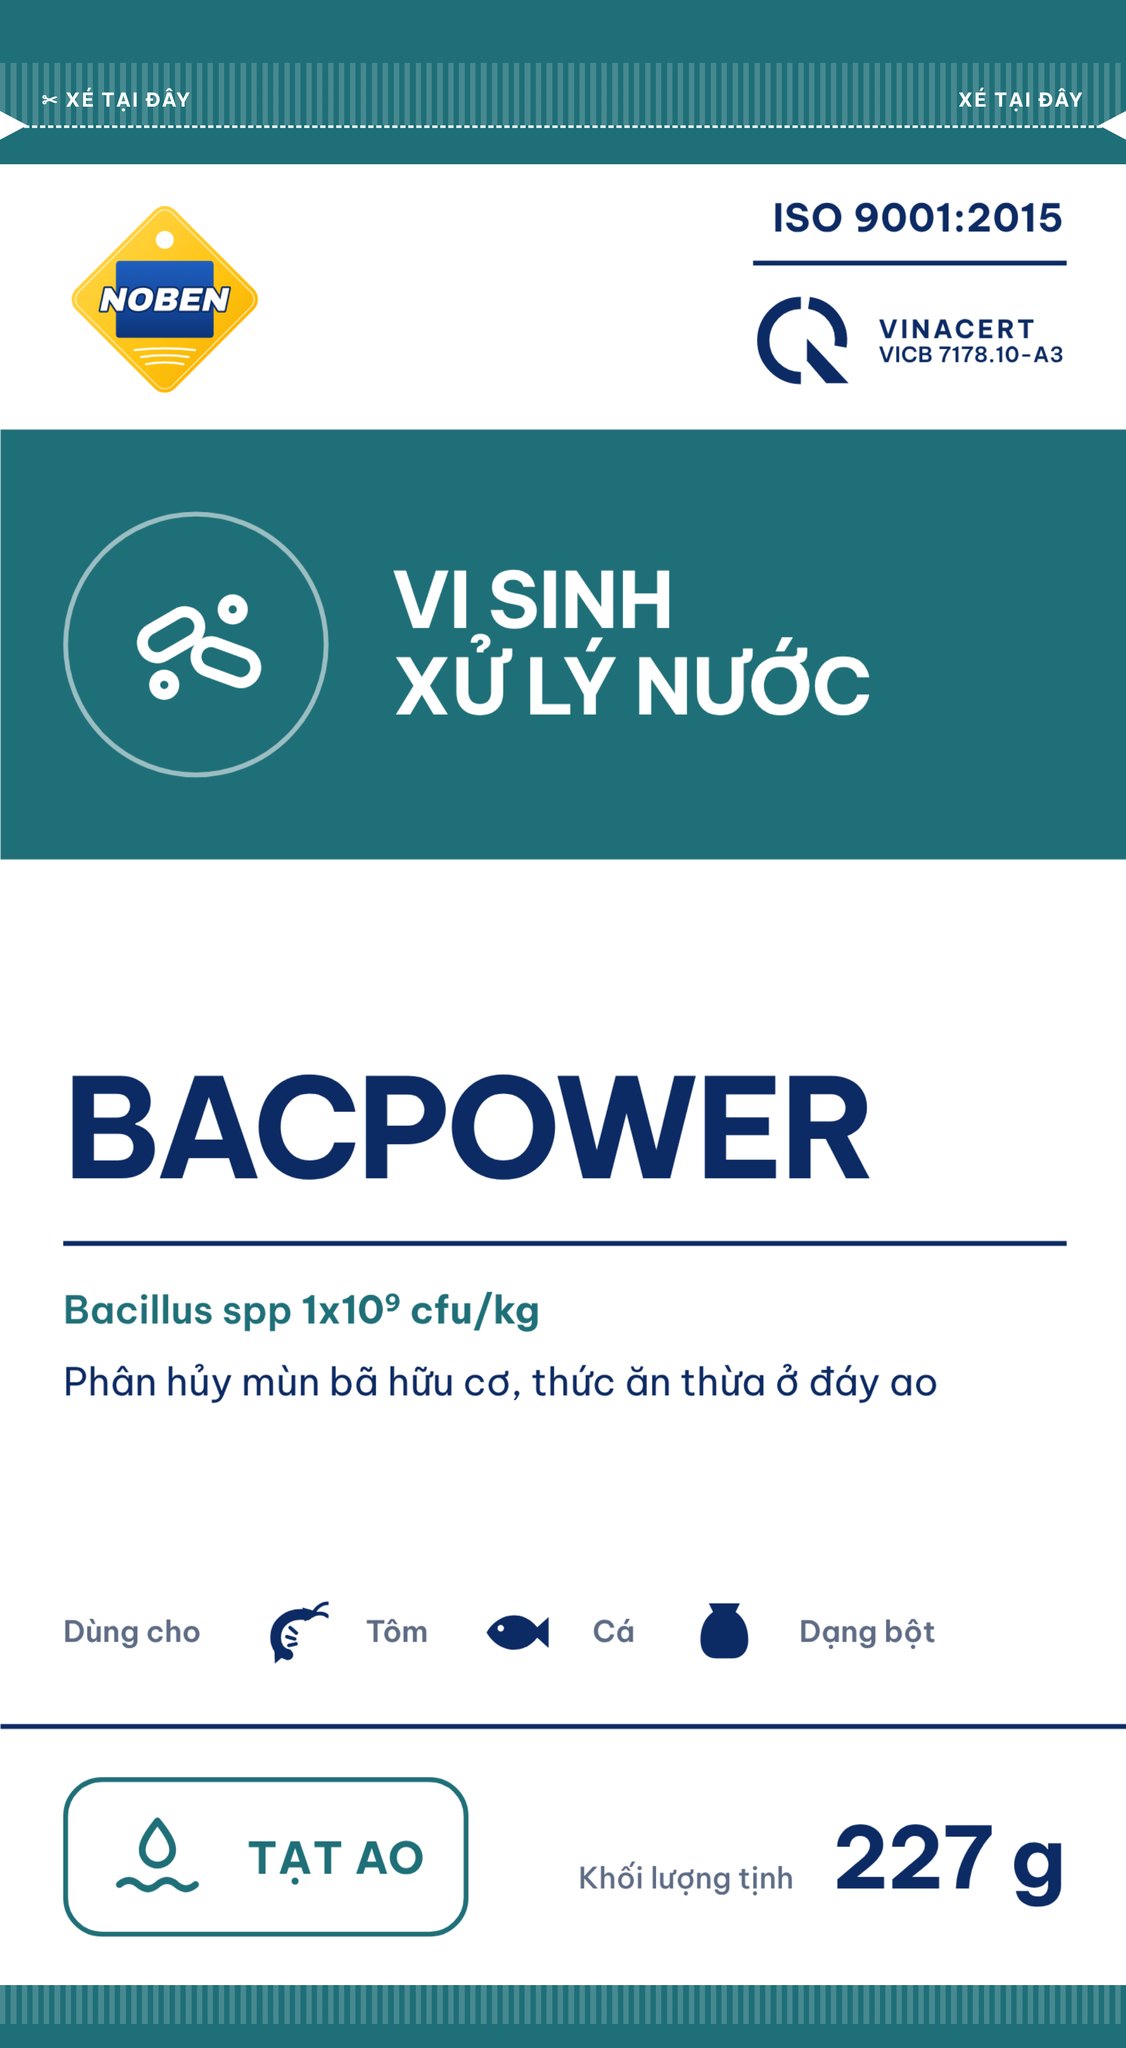 ✂ XÉ TẠI ĐÂY
XÉ TẠI ĐÂY
NOBEN
ISO 9001:2015
VINACERT
VICB 7178.10-A3
VI SINH
XỬ LÝ NƯỚC
BACPOWER
Bacillus spp 1x10⁹ cfu/kg
Phân hủy mùn bã hữu cơ, thức ăn thừa ở đáy ao
Dùng cho Tôm Cá Dạng bột
TẠT AO
Khối lượng tịnh 227 g